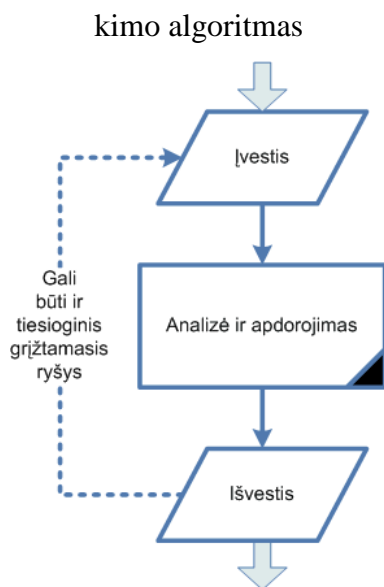 kimo algoritmas
Įvestis
Gali
būti ir
tiesioginis
grįžtamasis
ryšys
Analizė ir apdorojimas
Išvestis